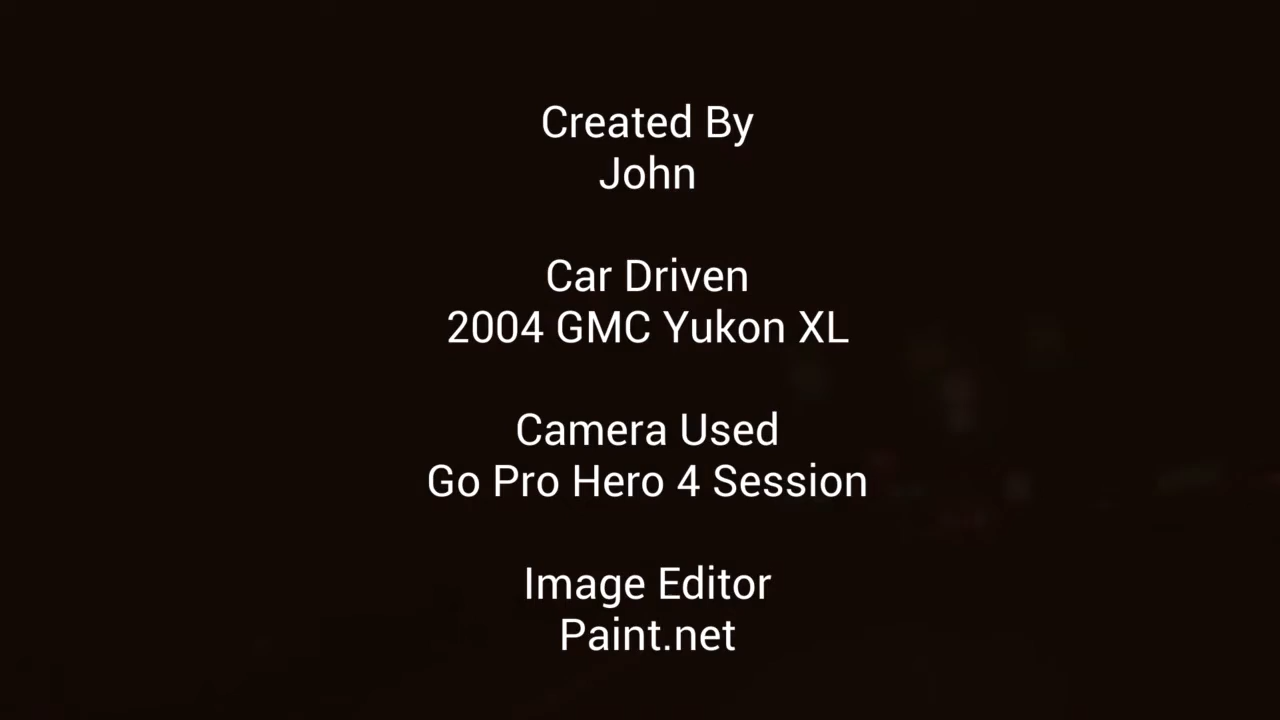 Created By
John
Car Driven
2004 GMC Yukon XL
Camera Used
Go Pro Hero 4 Session
Image Editor
Paint.net